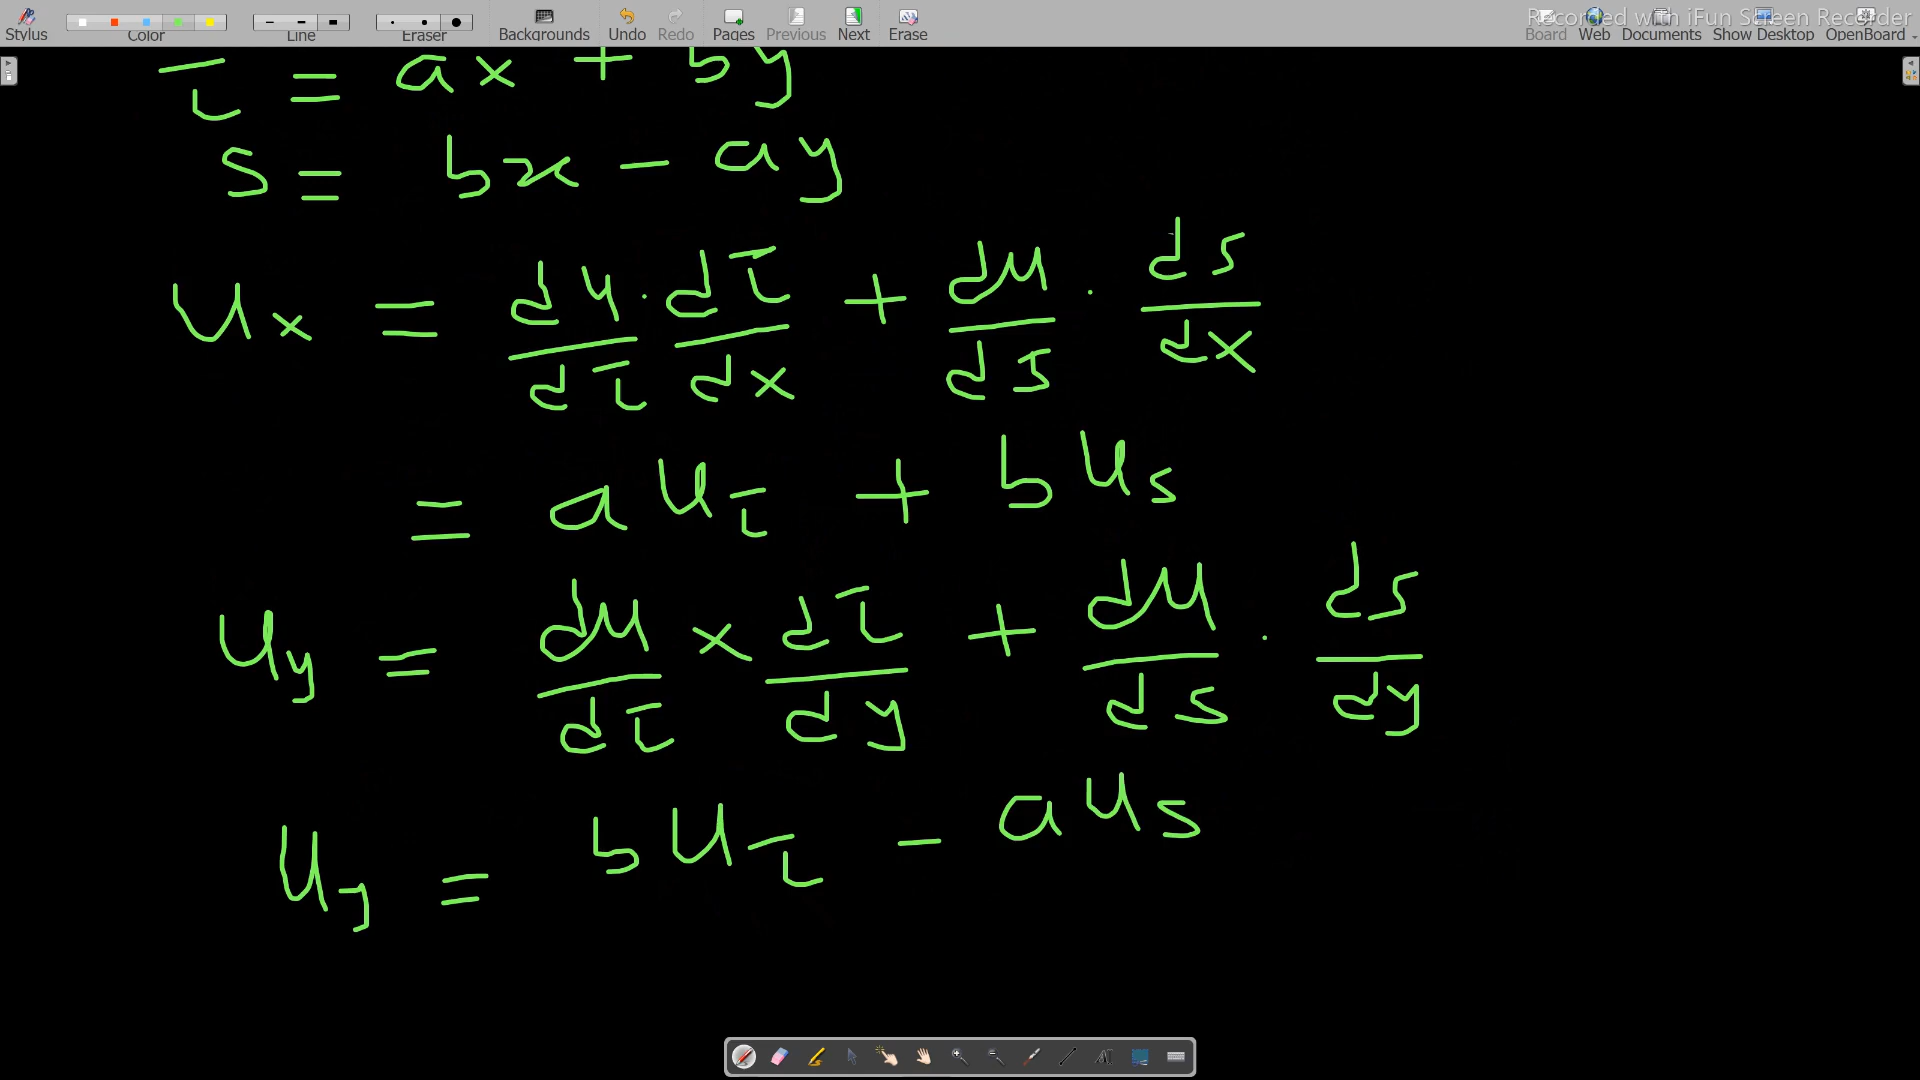 Recorded with iFun Screen Recorder
Stylus Color Line Eraser Backgrounds Undo Redo Pages Previous Next Erase Board Web Documents Show Desktop OpenBoard
τ = ax + by
s = bx - ay
Ux = du/dτ · dτ/dx + du/ds · ds/dx
= a uτ + b us
uy = du/dτ × dτ/dy + du/ds · ds/dy
uy = b uτ - a us